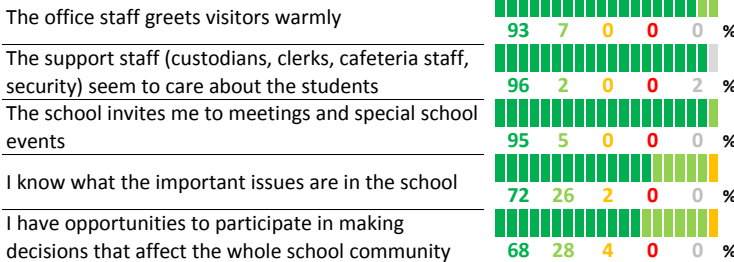 The office staff greets visitors warmly
93 7 0 0 0 %
The support staff (custodians, clerks, cafeteria staff,
security) seem to care about the students
96 2 0 0 2 %
The school invites me to meetings and special school
events
95 5 0 0 0 %
I know what the important issues are in the school
72 26 2 0 0 %
I have opportunities to participate in making
decisions that affect the whole school community
68 28 4 0 0 %